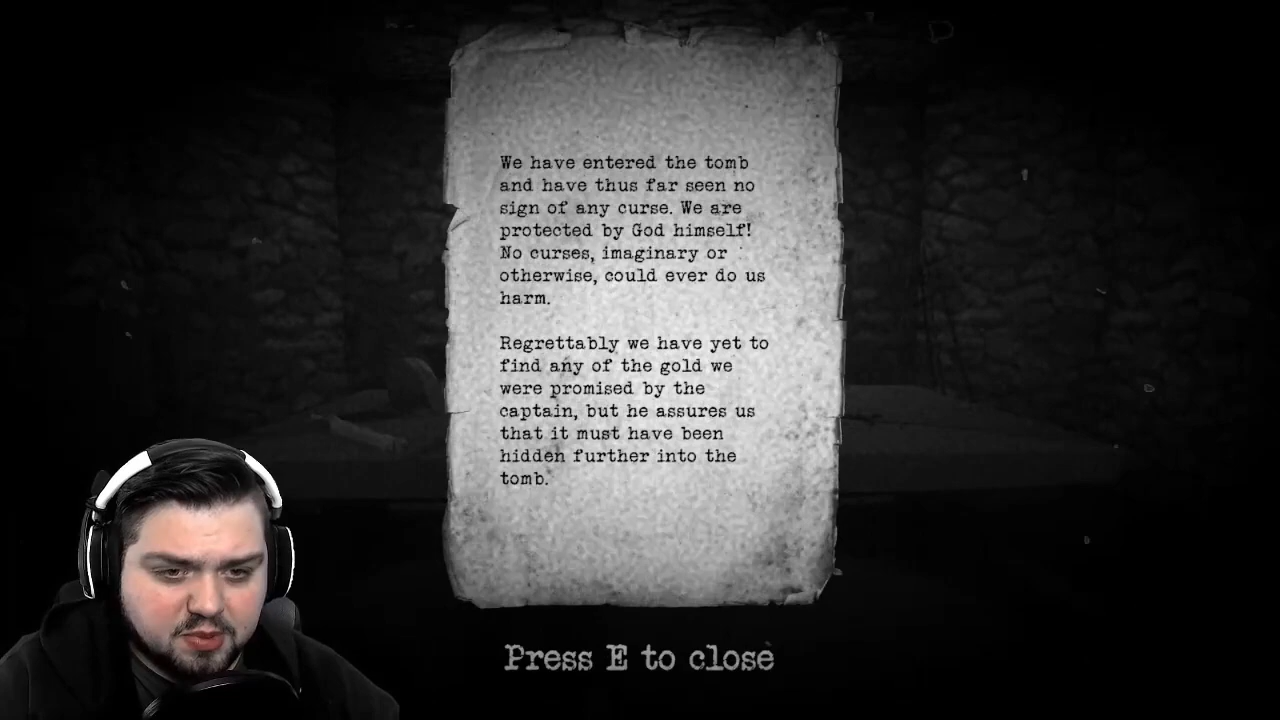 We have entered the tomb
and have thus far seen no
sign of any curse. We are
protected by God himself!
No curses, imaginary or
otherwise, could ever do us
harm.
Regrettably we have yet to
find any of the gold we
were promised by the
captain, but he assures us
that it must have been
hidden further into the
tomb.
Press E to close